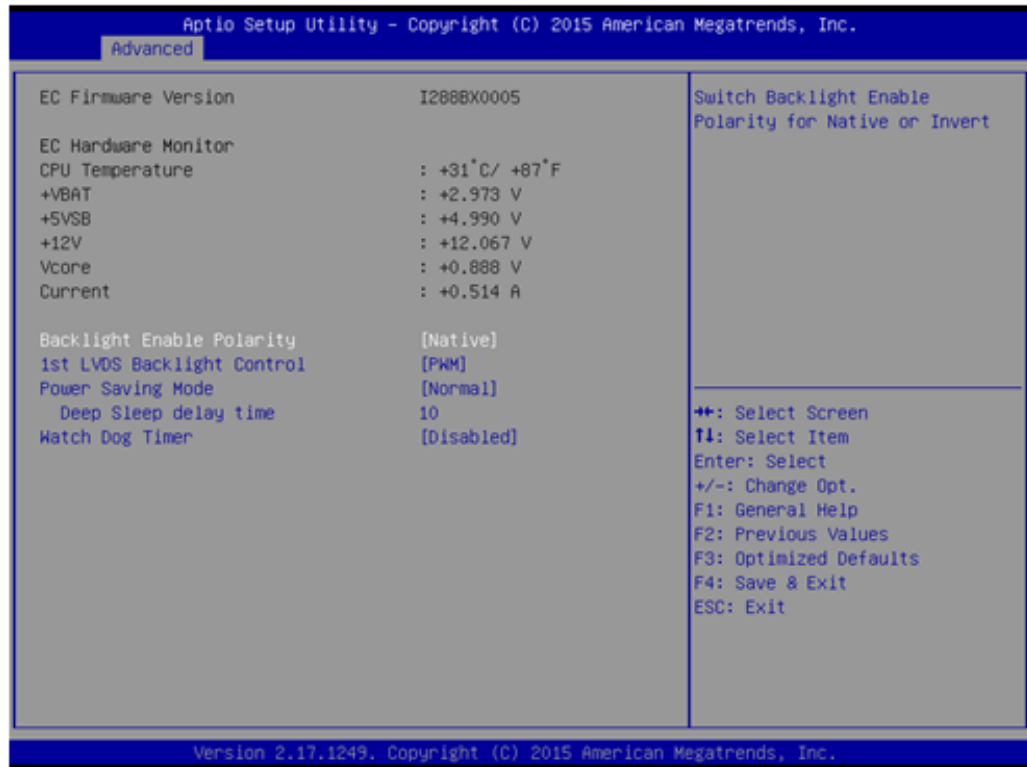 Aptio Setup Utility – Copyright (C) 2015 American Megatrends, Inc.
Advanced
EC Firmware Version I288BX0005
EC Hardware Monitor
CPU Temperature : +31°C/ +87°F
+VBAT : +2.973 V
+5VSB : +4.990 V
+12V : +12.067 V
Vcore : +0.888 V
Current : +0.514 A
Backlight Enable Polarity [Native]
1st LVDS Backlight Control [PWM]
Power Saving Mode [Normal]
Deep Sleep delay time 10
Watch Dog Timer [Disabled]
Switch Backlight Enable
Polarity for Native or Invert
→←: Select Screen
↑↓: Select Item
Enter: Select
+/-: Change Opt.
F1: General Help
F2: Previous Values
F3: Optimized Defaults
F4: Save & Exit
ESC: Exit
Version 2.17.1249. Copyright (C) 2015 American Megatrends, Inc.